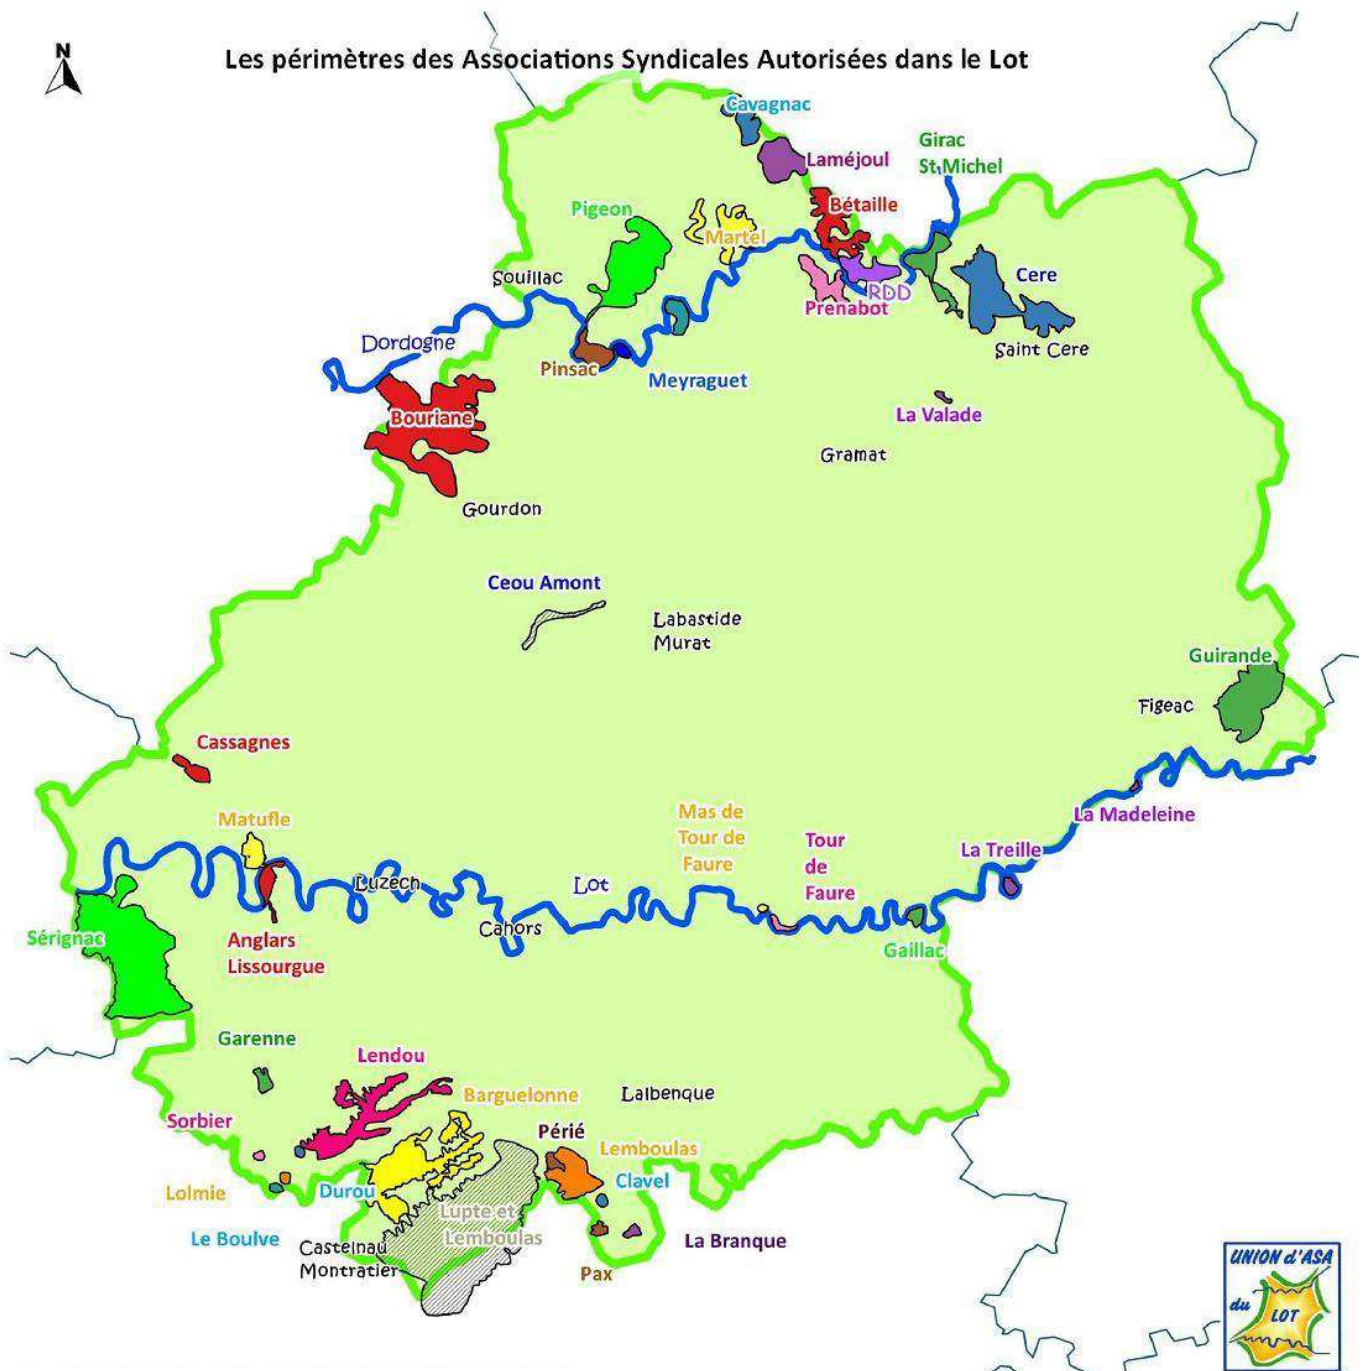 N
Les périmètres des Associations Syndicales Autorisées dans le Lot
Cavagnac
Girac
St Michel
Laméjoul
Bétaille
Pigeon
Martel
Souillac
Cere
RDD
Prenabot
Dordogne
Saint Cere
Pinsac
Meyraguet
La Valade
Bouriane
Gramat
Gourdon
Ceou Amont
Labastide
Murat
Guirande
Figeac
Cassagnes
Matufle
Mas de
Tour de
Faure
Tour
de
Faure
La Madeleine
La Treille
Luzech
Lot
Cahors
Sérignac
Anglars
Lissourgue
Gaillac
Garenne
Lendou
Barguelonne
Lalbenque
Sorbier
Périé
Lemboulas
Clavel
Lolmie
Durou
Lupte et
Lemboulas
Le Boulve
Castelnau
Montratier
La Branque
Pax
UNION d'ASA
du
LOT